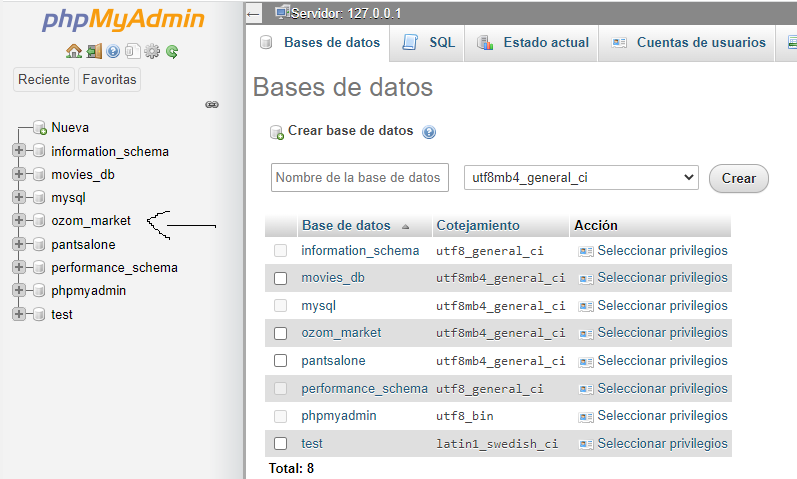 phpMyAdmin
Reciente Favoritas
Nueva
information_schema
movies_db
mysql
ozom_market
pantsalone
performance_schema
phpmyadmin
test
Servidor: 127.0.0.1
Bases de datos SQL Estado actual Cuentas de usuarios
Bases de datos
Crear base de datos
Nombre de la base de datos utf8mb4_general_ci Crear
Base de datos Cotejamiento Acción
information_schema utf8_general_ci Seleccionar privilegios
movies_db utf8mb4_general_ci Seleccionar privilegios
mysql utf8mb4_general_ci Seleccionar privilegios
ozom_market utf8mb4_general_ci Seleccionar privilegios
pantsalone utf8mb4_general_ci Seleccionar privilegios
performance_schema utf8_general_ci Seleccionar privilegios
phpmyadmin utf8_bin Seleccionar privilegios
test latin1_swedish_ci Seleccionar privilegios
Total: 8